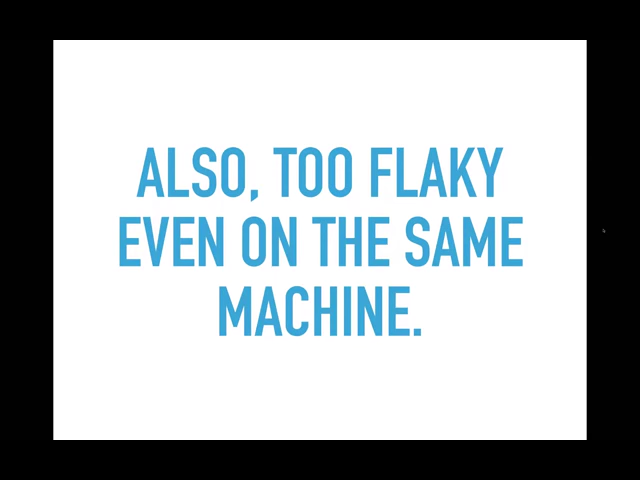 ALSO, TOO FLAKY
EVEN ON THE SAME
MACHINE.